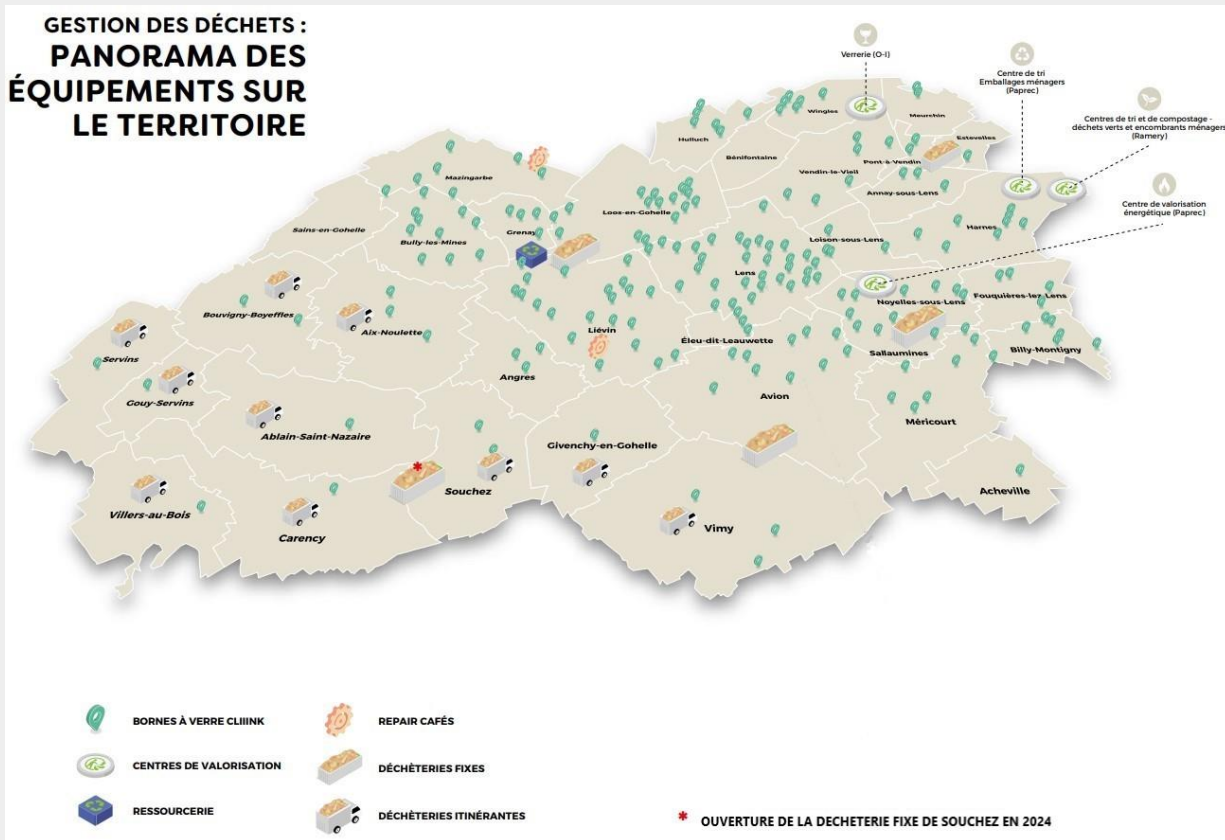 GESTION DES DÉCHETS :
PANORAMA DES
ÉQUIPEMENTS SUR
LE TERRITOIRE
Verrerie (O-I)
Centre de tri
Emballages ménagers
(Paprec)
Centres de tri et de compostage -
déchets verts et encombrants ménagers
(Ramery)
Centre de valorisation
énergétique (Paprec)
Wingles
Meurchin
Hulluch
Estevelles
Bénifontaine
Pont-à-Vendin
Vendin-le-Vieil
Mazingarbe
Annay-sous-Lens
Loos-en-Gohelle
Sains-en-Gohelle
Grenay
Harnes
Bully-les-Mines
Loison-sous-Lens
Lens
Noyelles-sous-Lens
Fouquières-lez-Lens
Bouvigny-Boyeffles
Aix-Noulette
Liévin
Éleu-dit-Leauwette
Sallaumines
Billy-Montigny
Servins
Angres
Gouy-Servins
Avion
Méricourt
Ablain-Saint-Nazaire
Givenchy-en-Gohelle
*
Souchez
Acheville
Villers-au-Bois
Carency
Vimy
BORNES À VERRE CLIIINK
REPAIR CAFÉS
CENTRES DE VALORISATION
DÉCHÈTERIES FIXES
RESSOURCERIE
DÉCHÈTERIES ITINÉRANTES
* OUVERTURE DE LA DECHETERIE FIXE DE SOUCHEZ EN 2024